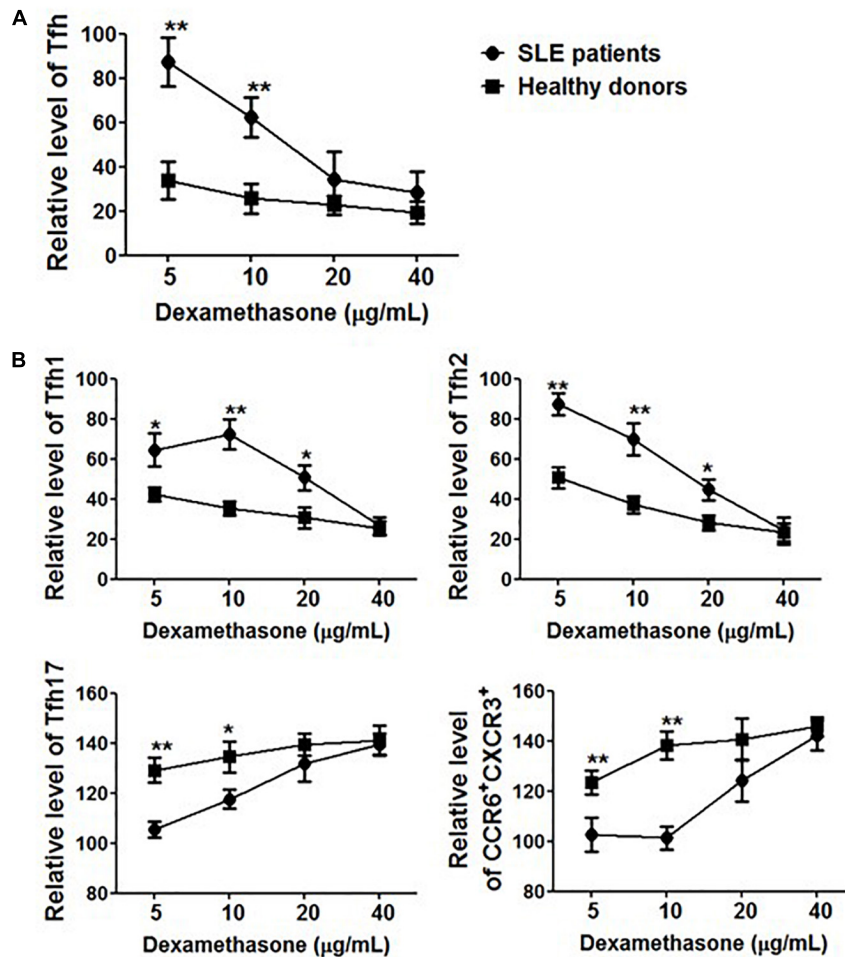 A
Relative level of Tfh
100
80
60
40
20
0
**
**
5 10 20 40
Dexamethasone (μg/mL)
SLE patients
Healthy donors
B
Relative level of Tfh1
100
80
60
40
20
0
*
**
*
5 10 20 40
Dexamethasone (μg/mL)
Relative level of Tfh2
100
80
60
40
20
0
**
**
*
5 10 20 40
Dexamethasone (μg/mL)
Relative level of Tfh17
160
140
120
100
80
**
*
5 10 20 40
Dexamethasone (μg/mL)
Relative level
of CCR6⁺CXCR3⁺
160
140
120
100
80
**
**
5 10 20 40
Dexamethasone (μg/mL)